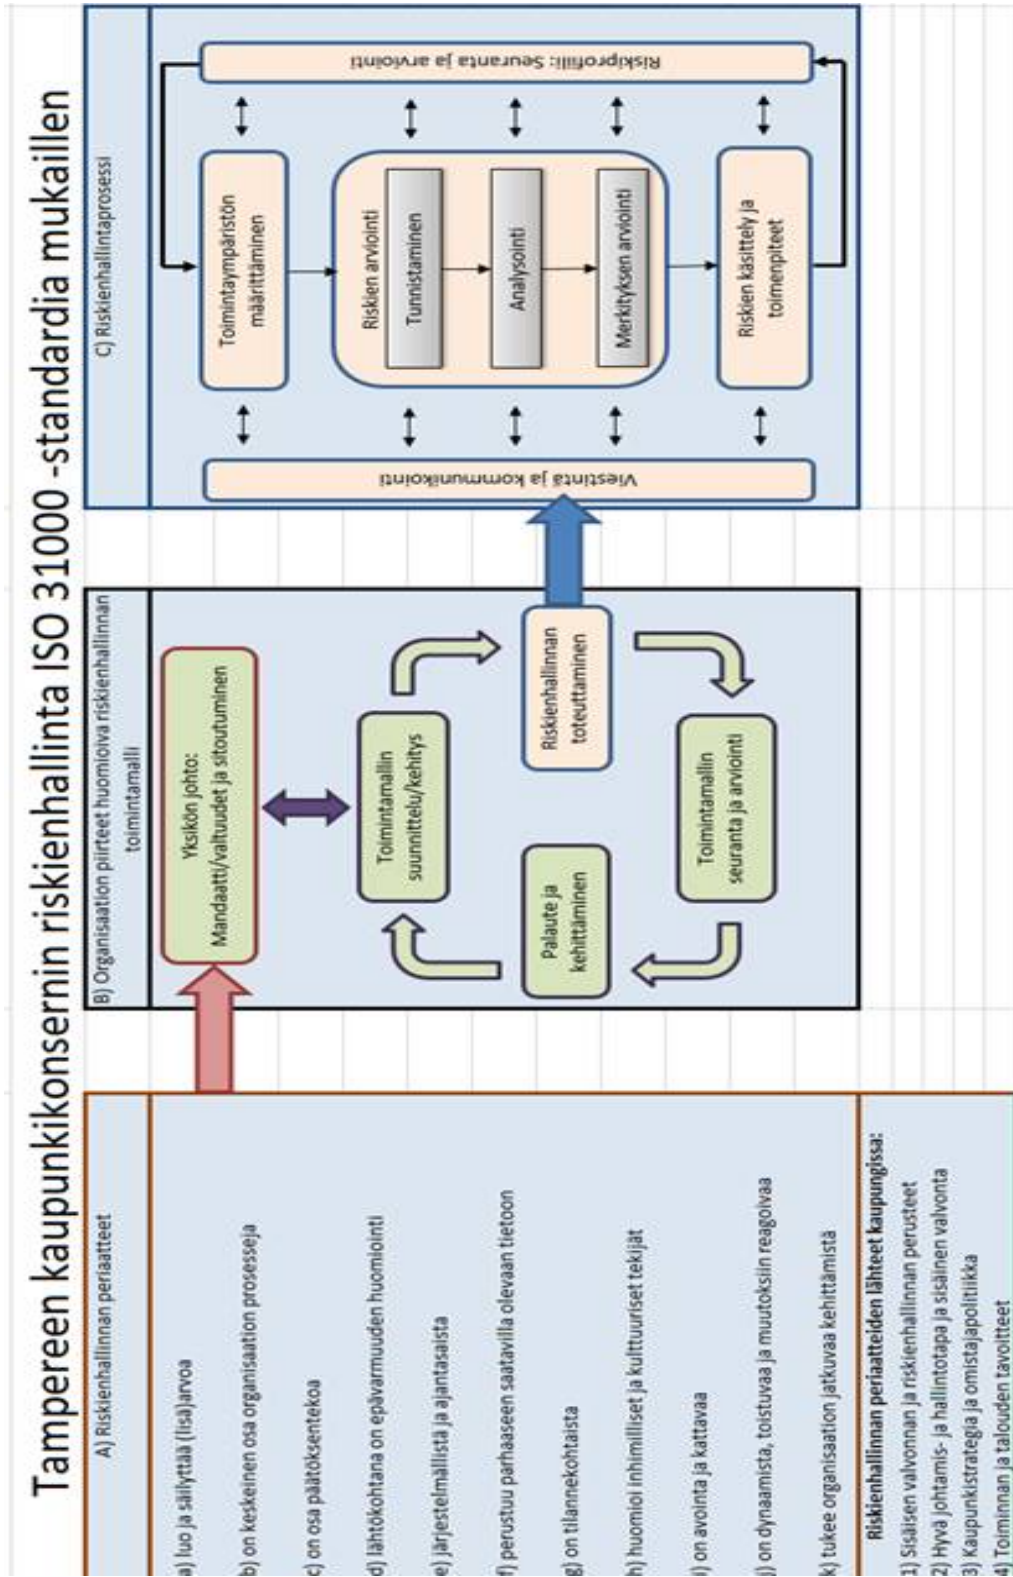 Tampereen kaupunkikonsernin riskienhallinta ISO 31000 -standardia mukaillen
A) Riskienhallinnan periaatteet
a) luo ja säilyttää (lisä)arvoa
b) on keskeinen osa organisaation prosesseja
c) on osa päätöksentekoa
d) lähtökohtana on epävarmuuden huomiointi
e) järjestelmällistä ja ajantasaista
f) perustuu parhaaseen saatavilla olevaan tietoon
g) on tilannekohtaista
h) huomioi inhimilliset ja kulttuuriset tekijät
i) on avointa ja kattavaa
j) on dynaamista, toistuvaa ja muutoksiin reagoivaa
k) tukee organisaation jatkuvaa kehittämistä
Riskienhallinnan periaatteiden lähteet kaupungissa:
1) Sisäisen valvonnan ja riskienhallinnan perusteet
2) Hyvä johtamis- ja hallintotapa ja sisäinen valvonta
3) Kaupunkistrategia ja omistajapolitiikka
4) Toiminnan ja talouden tavoitteet
B) Organisaation piirteet huomioiva riskienhallinnan
toimintamalli
Yksikön johto:
Mandaatti/valtuudet ja sitoutuminen
Toimintamallin
suunnittelu/kehitys
Palaute ja
kehittäminen
Riskienhallinnan
toteuttaminen
Toimintamallin
seuranta ja arviointi
C) Riskienhallintaprosessi
Viestintä ja kommunikointi
Toimintaympäristön
määrittäminen
Riskien arviointi
Tunnistaminen
Analysointi
Merkityksen arviointi
Riskien käsittely ja
toimenpiteet
Riskiprofiili: Seuranta ja arviointi